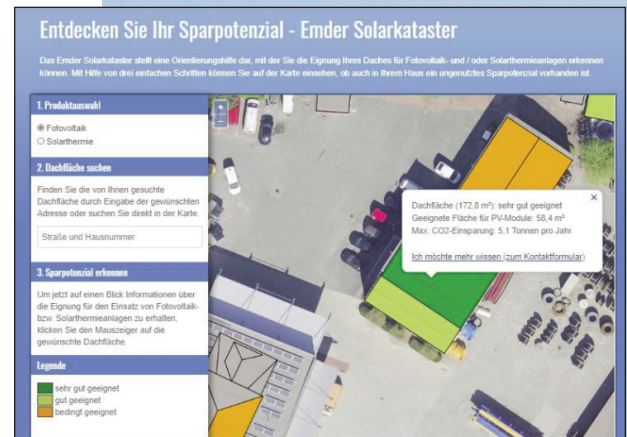 Entdecken Sie Ihr Sparpotenzial - Emder Solarkataster
Das Emder Solarkataster stellt eine Orientierungshilfe dar, mit der Sie die Eignung Ihres Daches für Fotovoltaik- und / oder Solarthermieanlagen erkennen
können. Mit Hilfe von drei einfachen Schritten können Sie auf der Karte einsehen, ob auch in Ihrem Haus ein ungenutztes Sparpotenzial vorhanden ist.
1. Produktauswahl
Fotovoltaik
Solarthermie
2. Dachfläche suchen
Finden Sie die von Ihnen gesuchte
Dachfläche durch Eingabe der gewünschten
Adresse oder suchen Sie direkt in der Karte.
Straße und Hausnummer
3. Sparpotenzial erkennen
Um jetzt auf einen Blick Informationen über
die Eignung für den Einsatz von Fotovoltaik-
bzw. Solarthermieanlagen zu erhalten,
klicken Sie den Mauszeiger auf die
gewünschte Dachfläche.
Legende
sehr gut geeignet
gut geeignet
bedingt geeignet
Dachfläche (172.8 m²): sehr gut geeignet
Geeignete Fläche für PV-Module: 58,4 m²
Max. CO2-Einsparung: 5,1 Tonnen pro Jahr
Ich möchte mehr wissen (zum Kontaktformular)